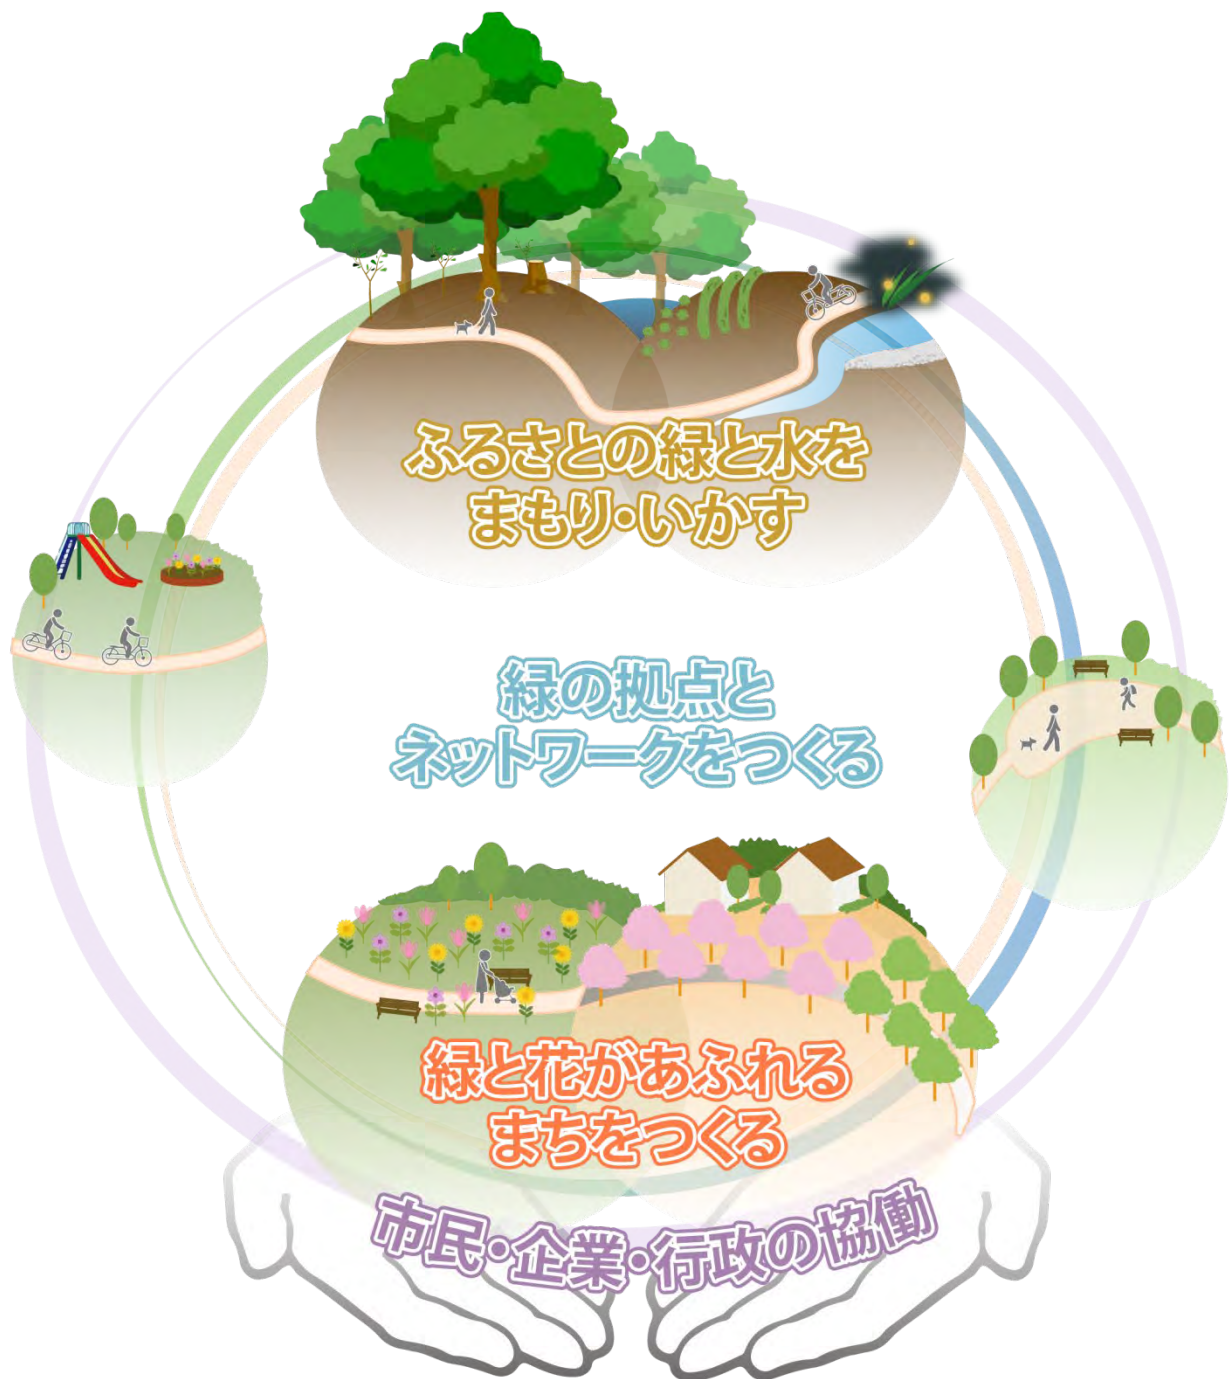 ふるさとの緑と水を
まもり・いかす
緑の拠点と
ネットワークをつくる
緑と花があふれる
まちをつくる
市民・企業・行政の協働